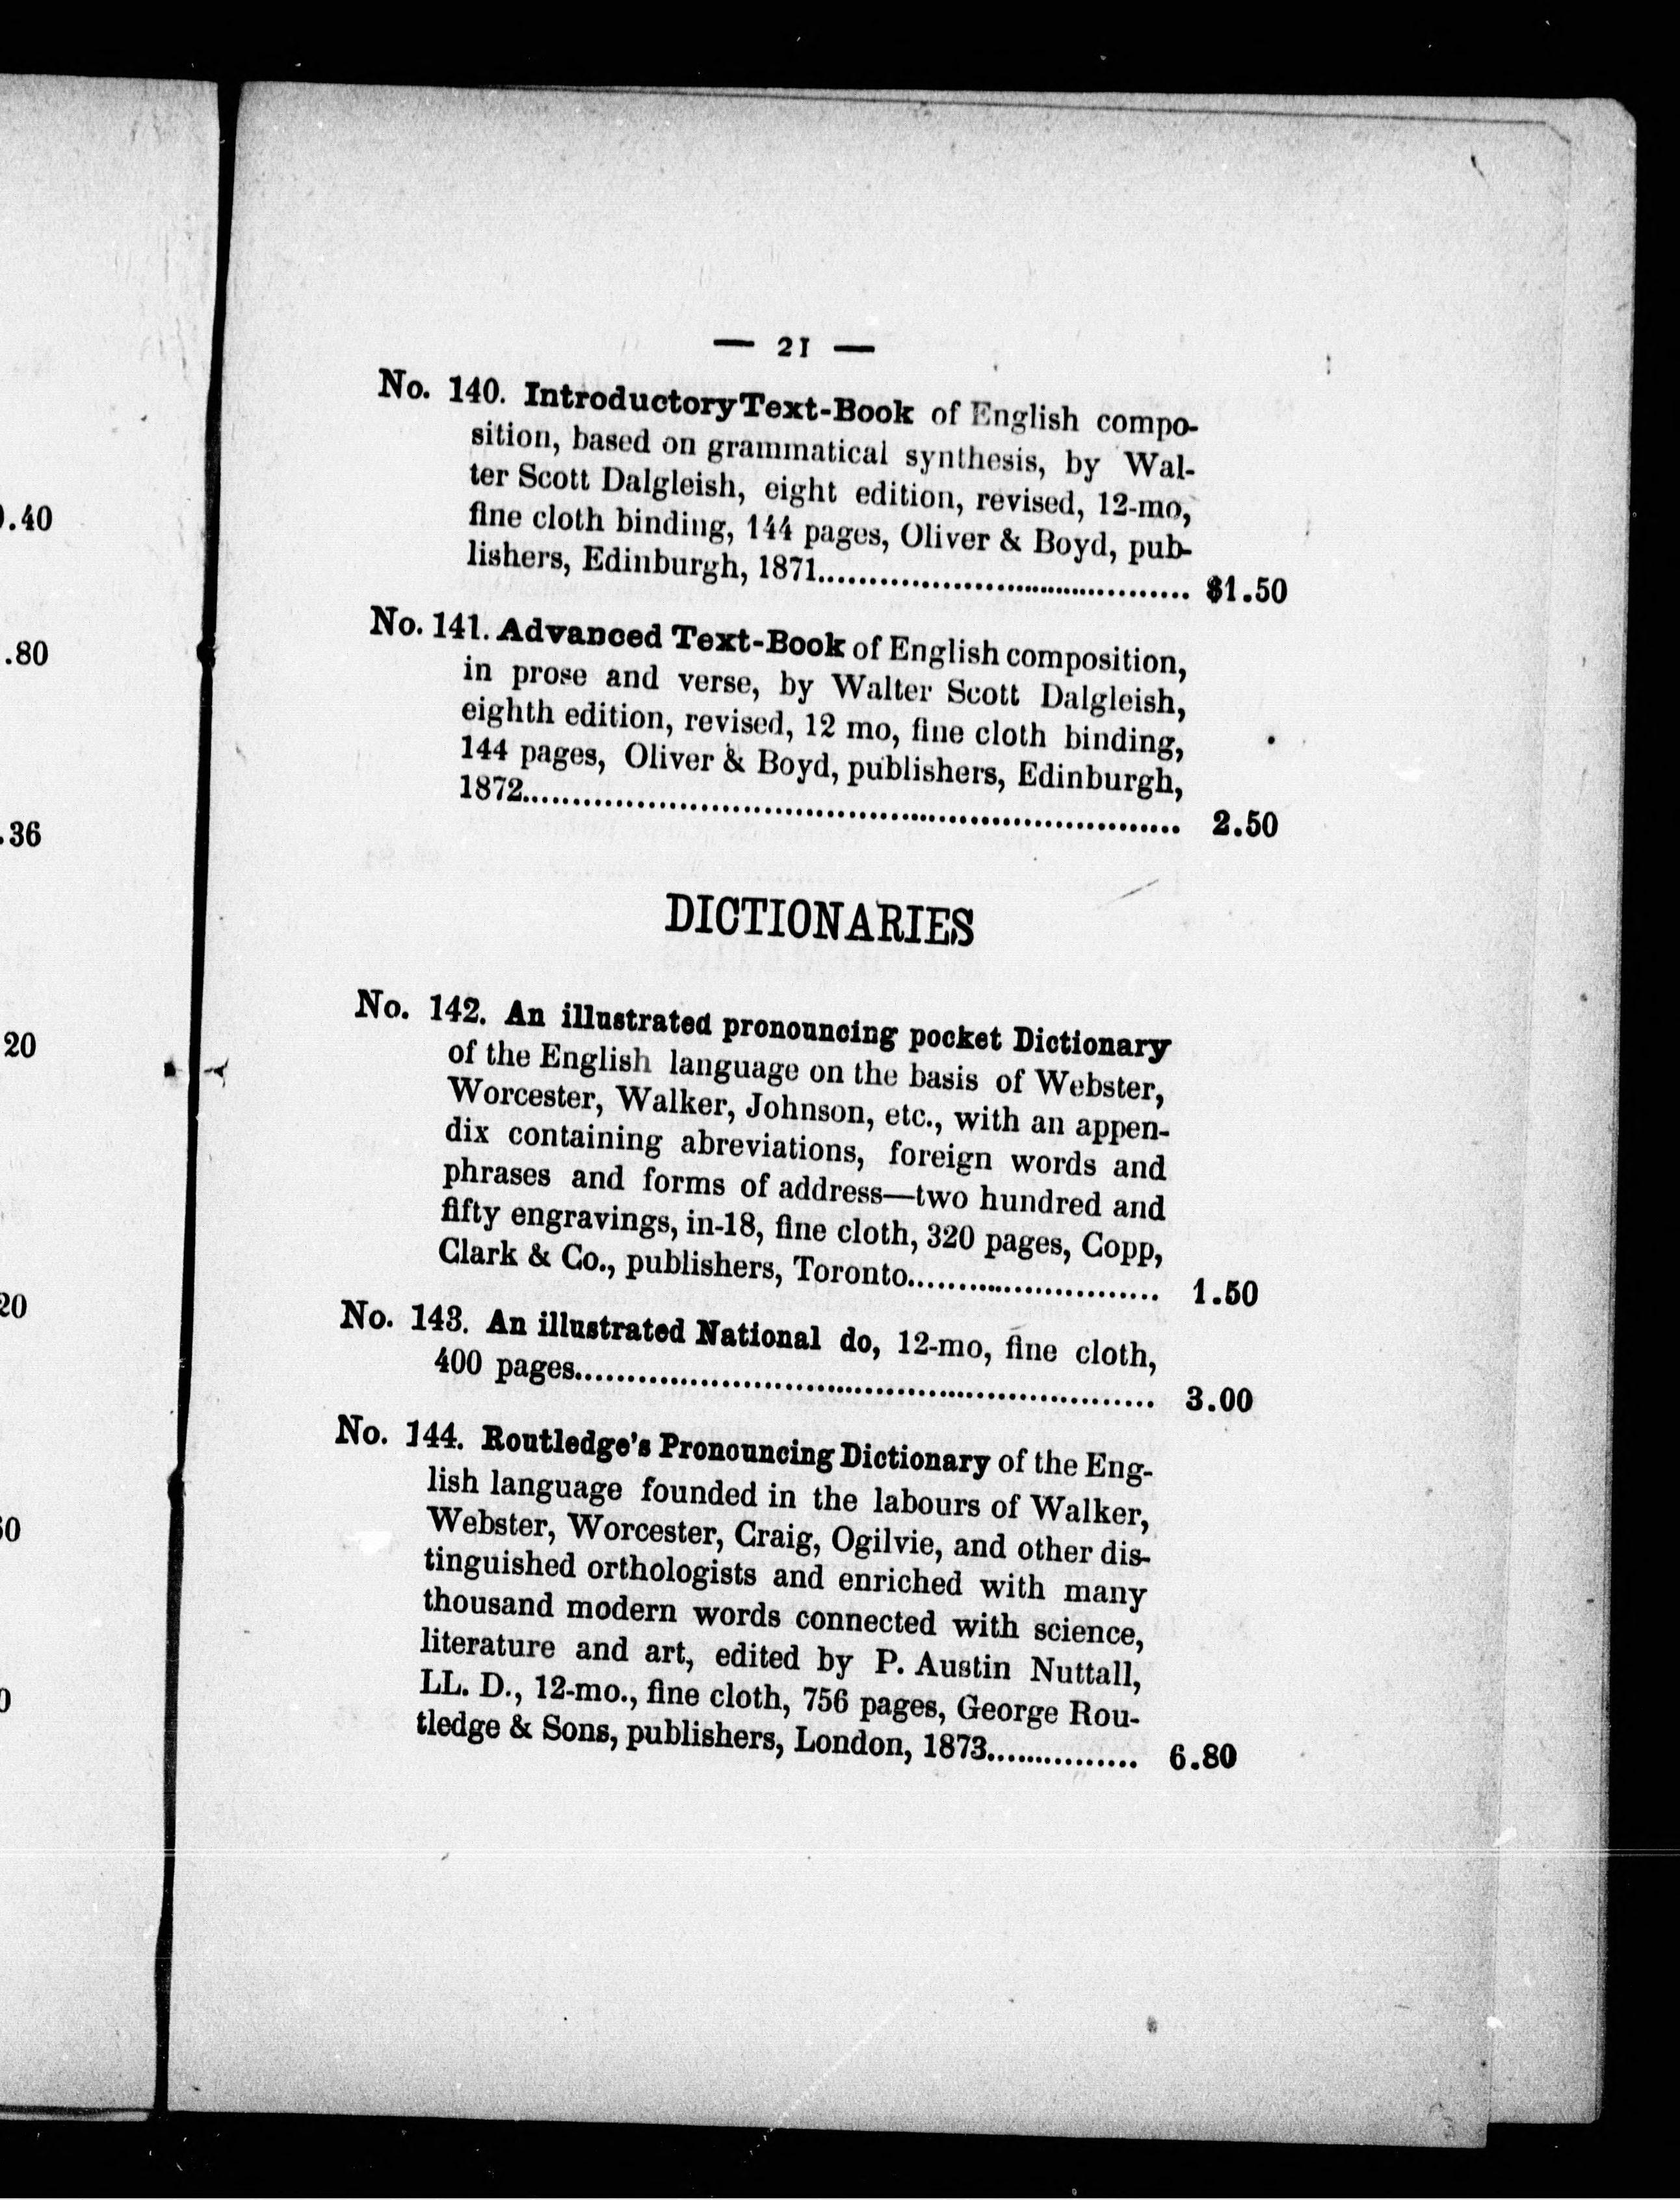 — 21 —
No. 140. Introductory Text-Book of English compo-
sition, based on grammatical synthesis, by Wal-
ter Scott Dalgleish, eight edition, revised, 12-mo,
fine cloth binding, 144 pages, Oliver & Boyd, pub-
lishers, Edinburgh, 1871........................................ $1.50
No. 141. Advanced Text-Book of English composition,
in prose and verse, by Walter Scott Dalgleish,
eighth edition, revised, 12 mo, fine cloth binding,
144 pages, Oliver & Boyd, publishers, Edinburgh,
1872.................................................................... 2.50
DICTIONARIES
No. 142. An illustrated pronouncing pocket Dictionary
of the English language on the basis of Webster,
Worcester, Walker, Johnson, etc., with an appen-
dix containing abreviations, foreign words and
phrases and forms of address—two hundred and
fifty engravings, in-18, fine cloth, 320 pages, Copp,
Clark & Co., publishers, Toronto........................... 1.50
No. 143. An illustrated National do, 12-mo, fine cloth,
400 pages............................................................ 3.00
No. 144. Routledge's Pronouncing Dictionary of the Eng-
lish language founded in the labours of Walker,
Webster, Worcester, Craig, Ogilvie, and other dis-
tinguished orthologists and enriched with many
thousand modern words connected with science,
literature and art, edited by P. Austin Nuttall,
LL. D., 12-mo., fine cloth, 756 pages, George Rou-
tledge & Sons, publishers, London, 1873................ 6.80
.40
.80
.36
20
20
0